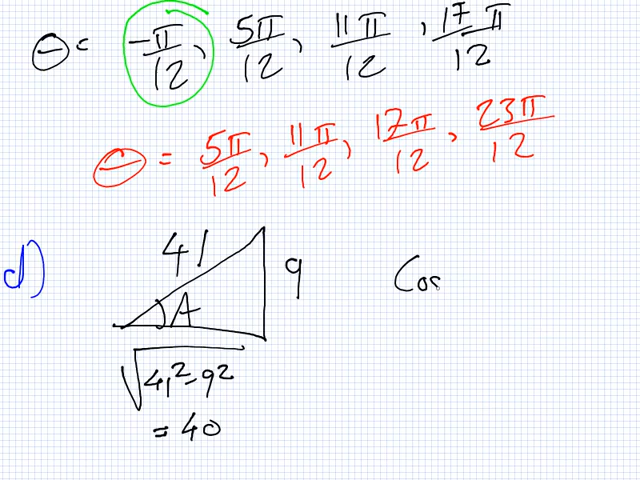 θ = -π/12, 5π/12, 11π/12, 17π/12
θ = 5π/12, 11π/12, 17π/12, 23π/12
d)
41
9
A
√(41²-9²)
= 40
Cos